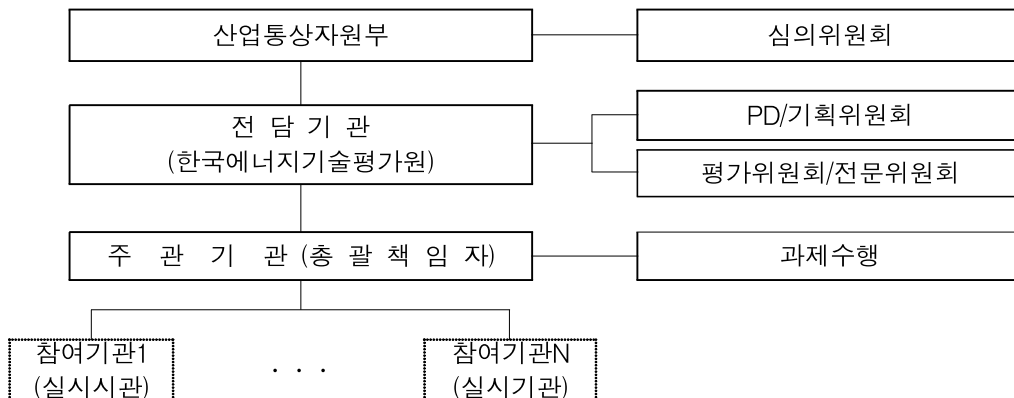 산업통상자원부
심의위원회
전 담 기 관
(한국에너지기술평가원)
PD/기획위원회
평가위원회/전문위원회
주 관 기 관 (총 괄 책 임 자)
과제수행
참여기관1
(실시시관)
· · ·
참여기관N
(실시기관)